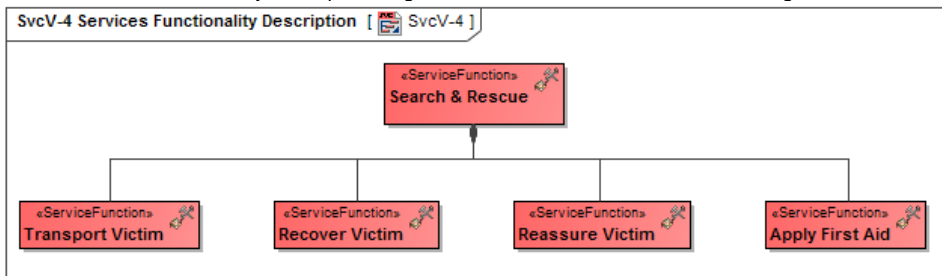 SvcV-4 Services Functionality Description [ SvcV-4 ]
«ServiceFunction»
Search & Rescue
«ServiceFunction»
Transport Victim
«ServiceFunction»
Recover Victim
«ServiceFunction»
Reassure Victim
«ServiceFunction»
Apply First Aid